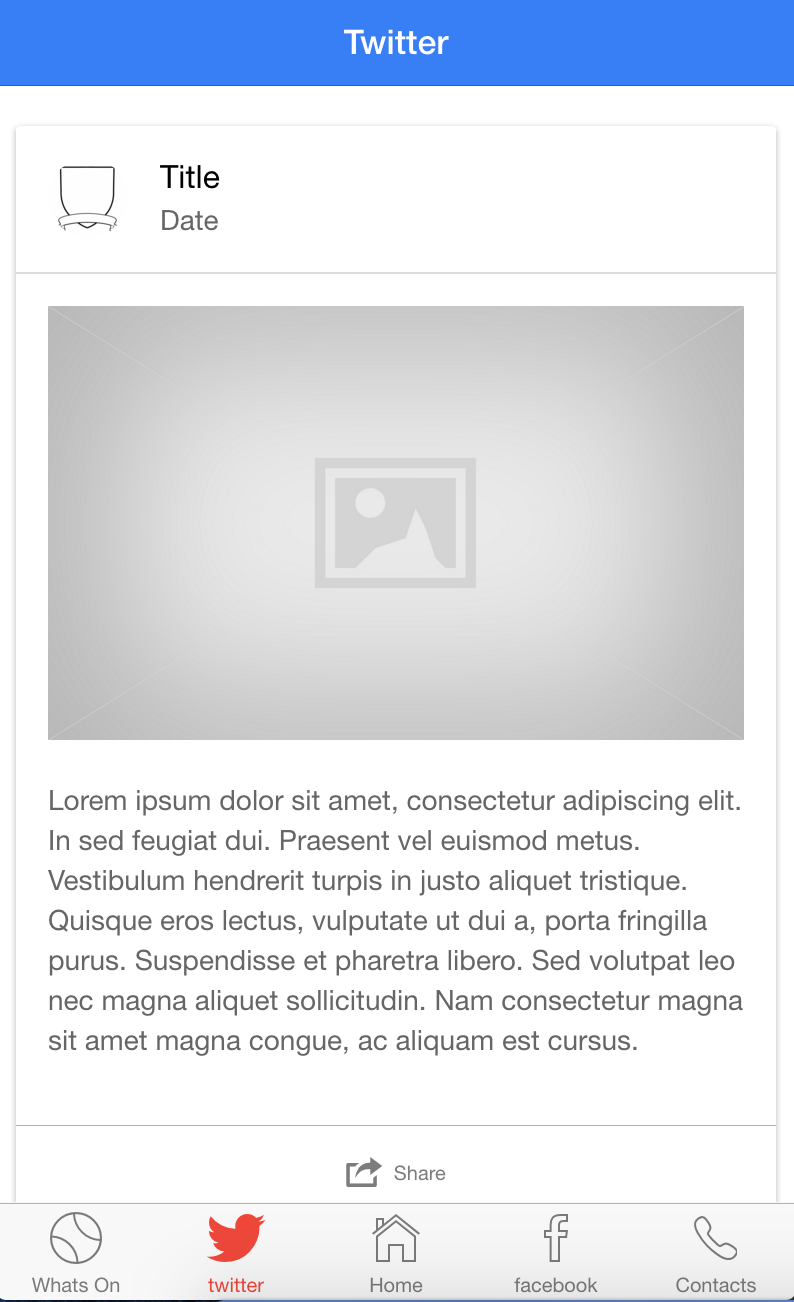 Twitter
Title
Date
Lorem ipsum dolor sit amet, consectetur adipiscing elit.
In sed feugiat dui. Praesent vel euismod metus.
Vestibulum hendrerit turpis in justo aliquet tristique.
Quisque eros lectus, vulputate ut dui a, porta fringilla
purus. Suspendisse et pharetra libero. Sed volutpat leo
nec magna aliquet sollicitudin. Nam consectetur magna
sit amet magna congue, ac aliquam est cursus.
Share
Whats On twitter Home facebook Contacts